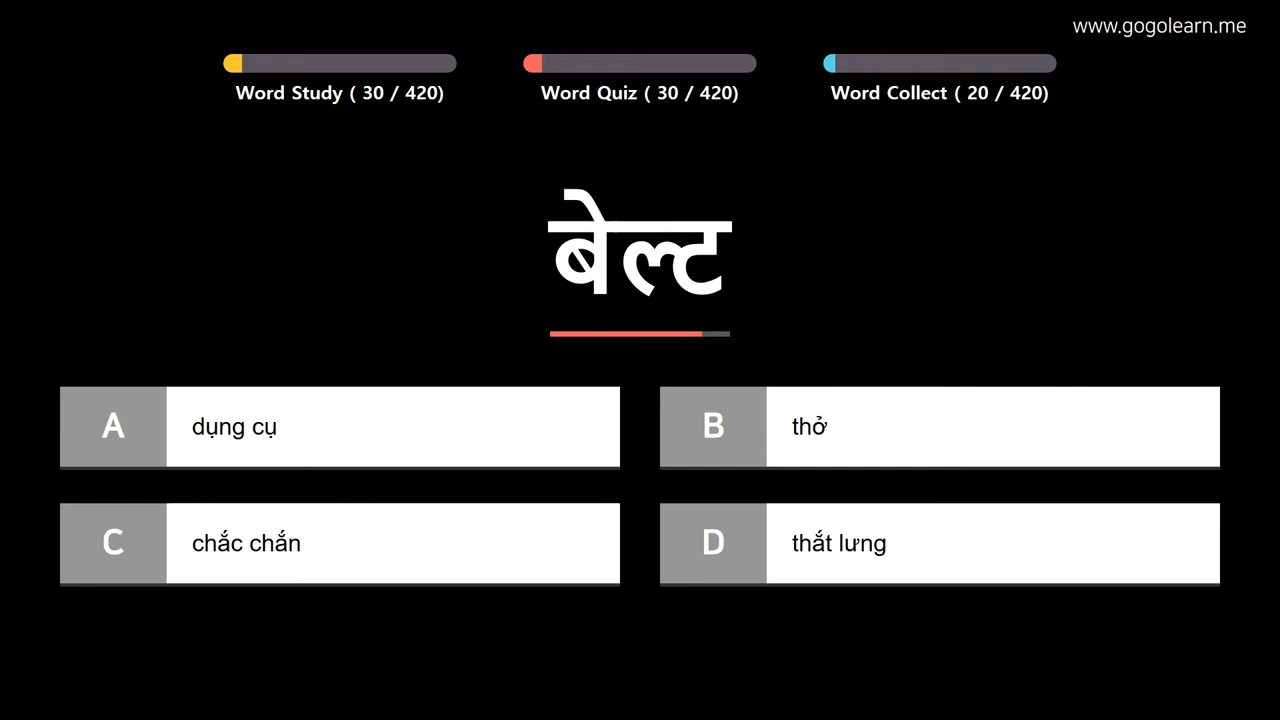 www.gogolearn.me
Word Study ( 30 / 420)
Word Quiz ( 30 / 420)
Word Collect ( 20 / 420)
बेल्ट
A
dụng cụ
B
thở
C
chắc chắn
D
thắt lưng